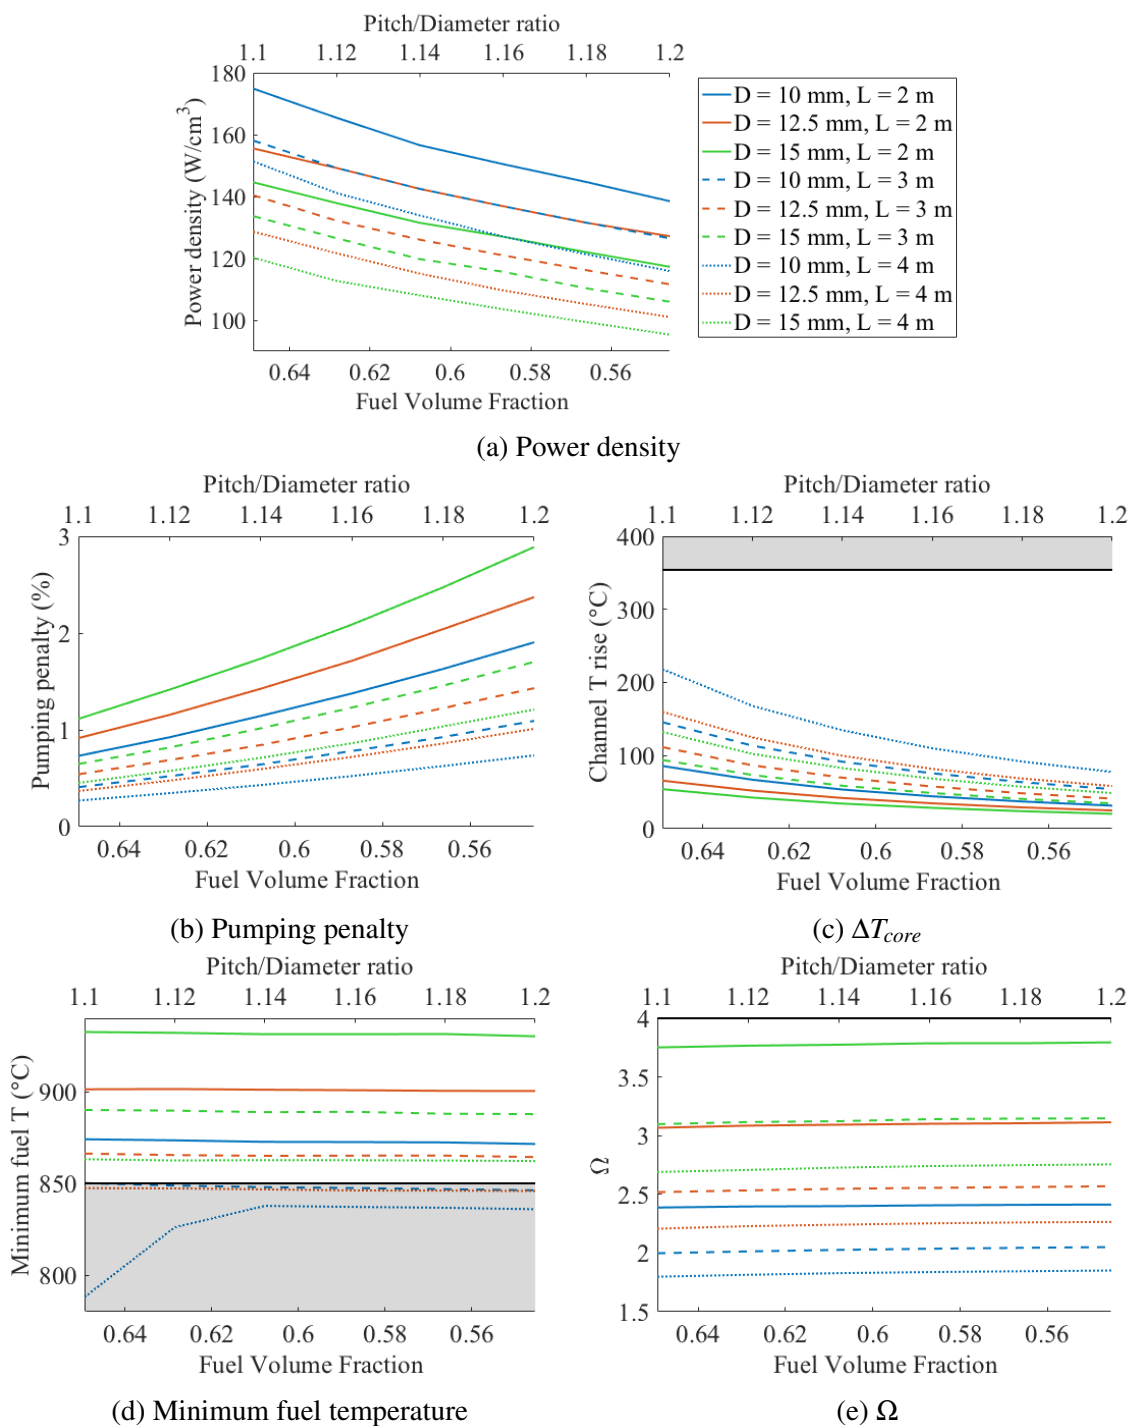 Pitch/Diameter ratio
1.1 1.12 1.14 1.16 1.18 1.2
180
160
140
120
100
Power density (W/cm³)
0.64 0.62 0.6 0.58 0.56
Fuel Volume Fraction
D = 10 mm, L = 2 m
D = 12.5 mm, L = 2 m
D = 15 mm, L = 2 m
D = 10 mm, L = 3 m
D = 12.5 mm, L = 3 m
D = 15 mm, L = 3 m
D = 10 mm, L = 4 m
D = 12.5 mm, L = 4 m
D = 15 mm, L = 4 m
(a) Power density
Pitch/Diameter ratio
1.1 1.12 1.14 1.16 1.18 1.2
3
2
1
0
Pumping penalty (%)
0.64 0.62 0.6 0.58 0.56
Fuel Volume Fraction
(b) Pumping penalty
Pitch/Diameter ratio
1.1 1.12 1.14 1.16 1.18 1.2
400
300
200
100
0
Channel T rise (°C)
0.64 0.62 0.6 0.58 0.56
Fuel Volume Fraction
(c) ΔT_core
Pitch/Diameter ratio
1.1 1.12 1.14 1.16 1.18 1.2
900
850
800
Minimum fuel T (°C)
0.64 0.62 0.6 0.58 0.56
Fuel Volume Fraction
(d) Minimum fuel temperature
Pitch/Diameter ratio
1.1 1.12 1.14 1.16 1.18 1.2
4
3.5
3
2.5
2
1.5
Ω
0.64 0.62 0.6 0.58 0.56
Fuel Volume Fraction
(e) Ω